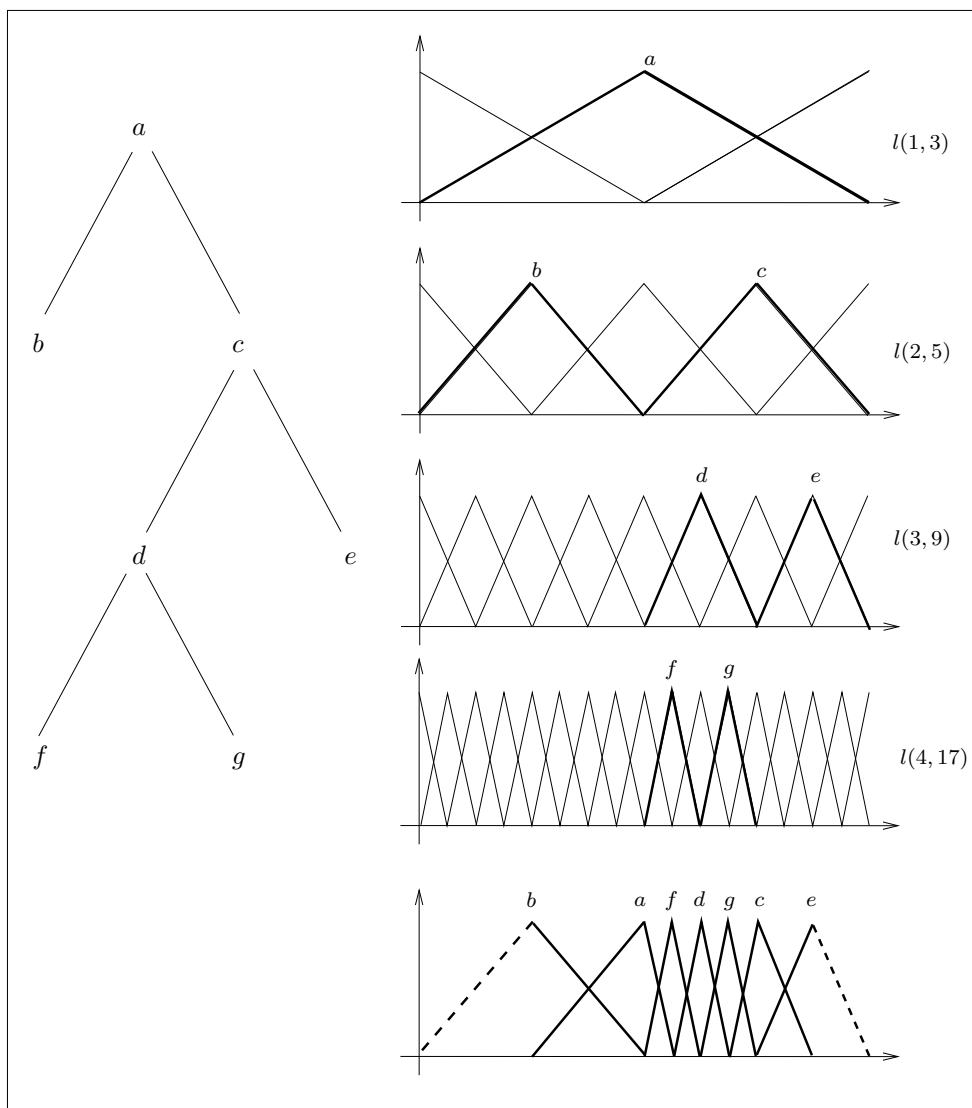 a
b c
d e
f g
a
l(1, 3)
b c
l(2, 5)
d e
l(3, 9)
f g
l(4, 17)
b a f d g c e